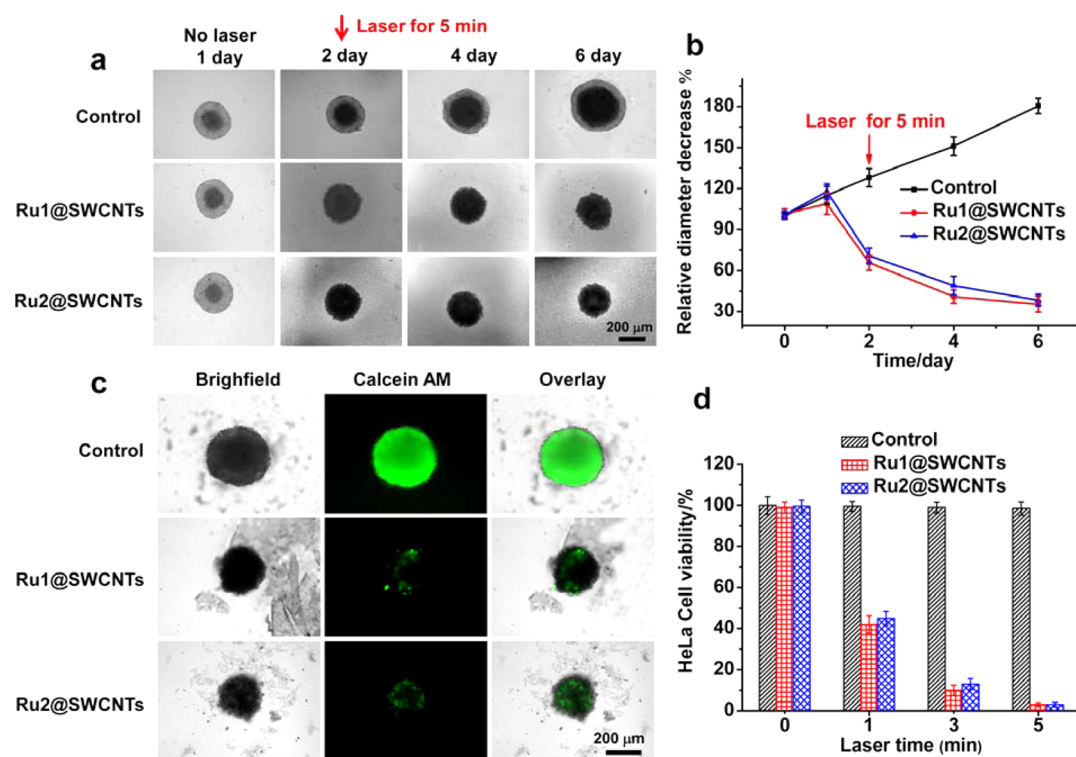 a
No laser
1 day
Laser for 5 min
2 day
4 day
6 day
Control
Ru1@SWCNTs
Ru2@SWCNTs
200 μm
b
Relative diameter decrease %
180
150
120
90
60
30
Laser for 5 min
Control
Ru1@SWCNTs
Ru2@SWCNTs
0
2
4
6
Time/day
c
Brighfield
Calcein AM
Overlay
Control
Ru1@SWCNTs
Ru2@SWCNTs
200 μm
d
Control
Ru1@SWCNTs
Ru2@SWCNTs
HeLa Cell viability/%
120
100
80
60
40
20
0
0
1
3
5
Laser time (min)